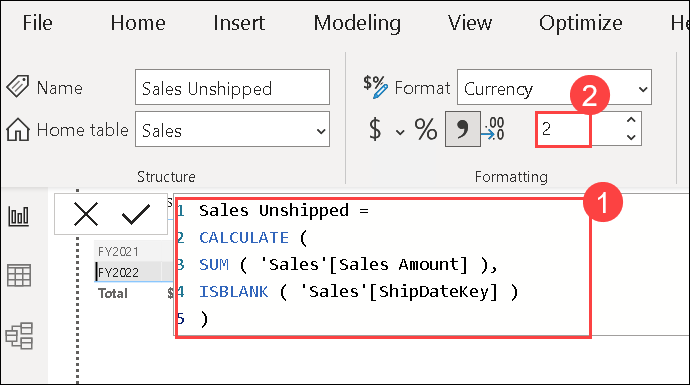 File Home Insert Modeling View Optimize He
Name Sales Unshipped $% Format Currency
2
Home table Sales $ % , .00 .0 2
Structure Formatting
1
1 Sales Unshipped =
2 CALCULATE (
FY2021
3 SUM ( 'Sales'[Sales Amount] ),
FY2022
4 ISBLANK ( 'Sales'[ShipDateKey] )
Total $
5 )